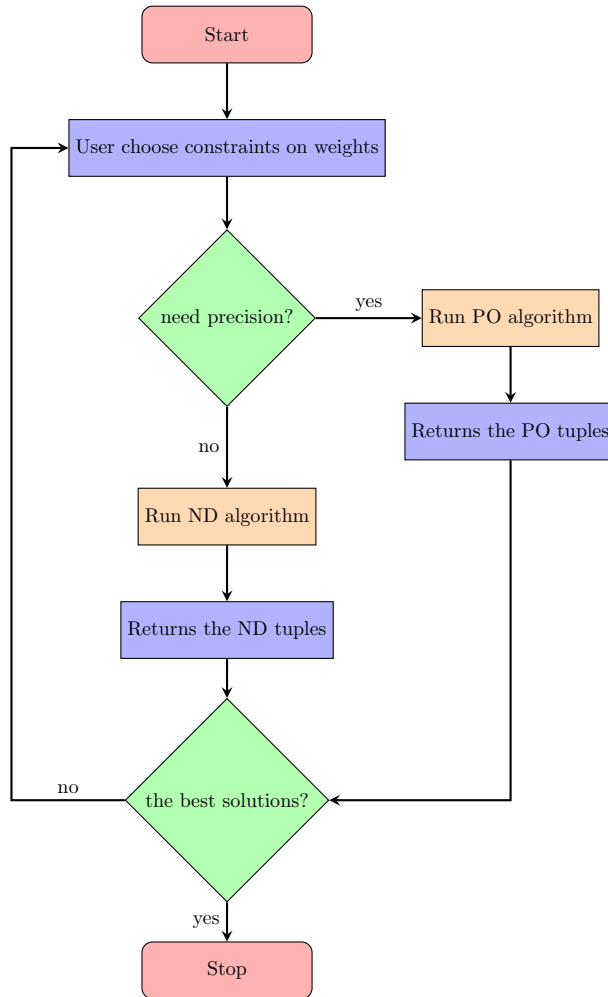 Start
User choose constraints on weights
need precision?
yes
Run PO algorithm
Returns the PO tuples
no
Run ND algorithm
Returns the ND tuples
the best solutions?
no
yes
Stop